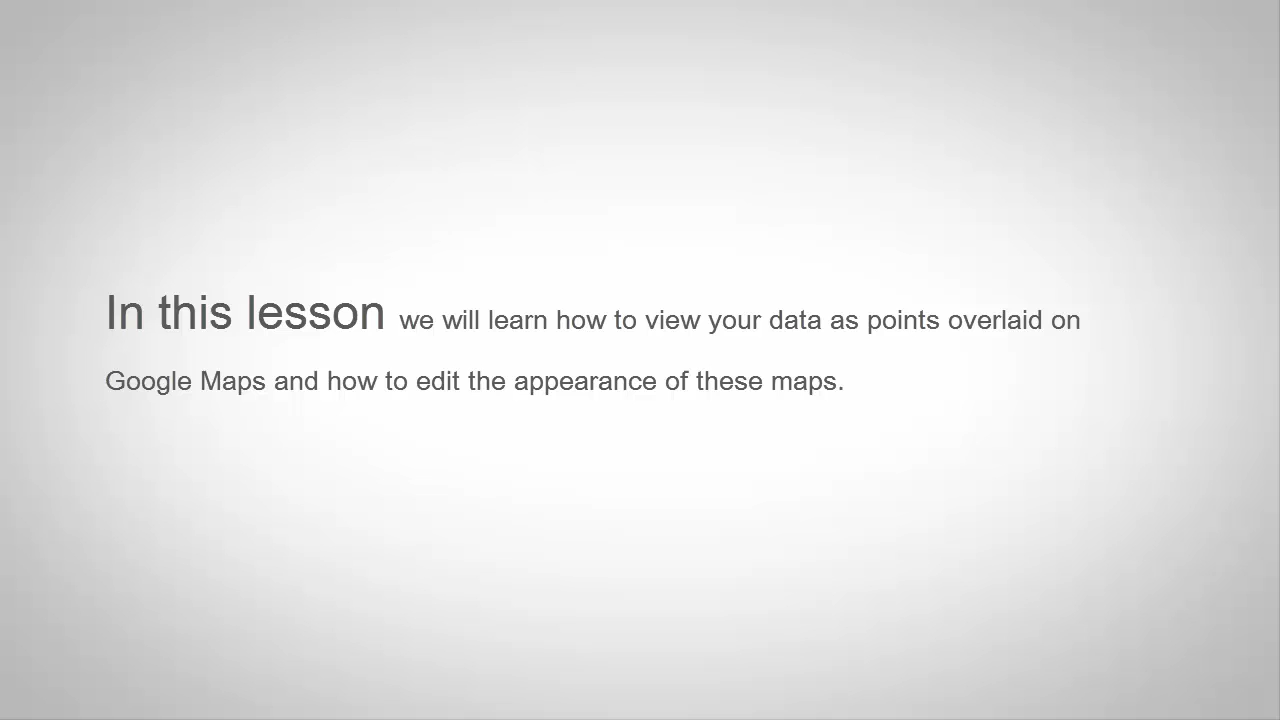 In this lesson we will learn how to view your data as points overlaid on
Google Maps and how to edit the appearance of these maps.